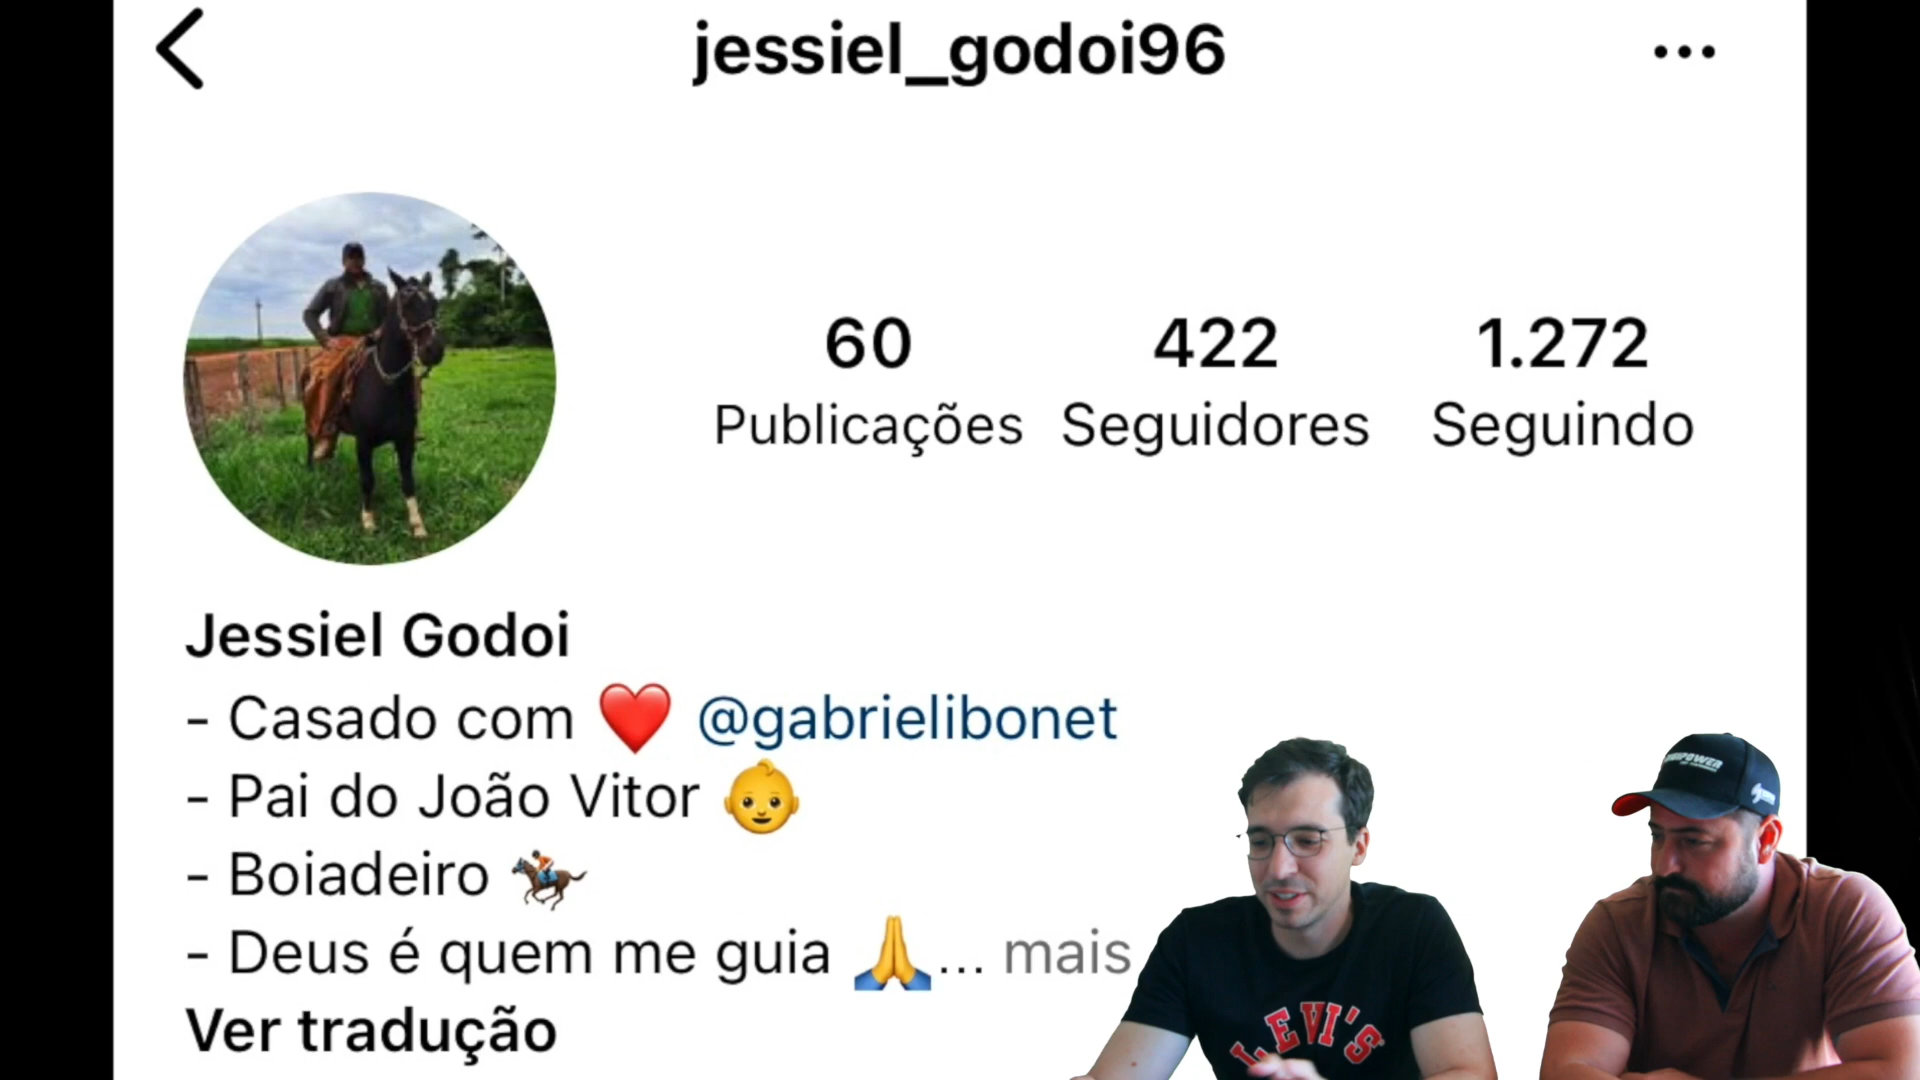 jessiel_godoi96
60 422 1.272
Publicações Seguidores Seguindo
Jessiel Godoi
- Casado com ❤️ @gabrielibonet
- Pai do João Vitor 👶
- Boiadeiro 🏇
- Deus é quem me guia 🙏... mais
Ver tradução
LEVI'S